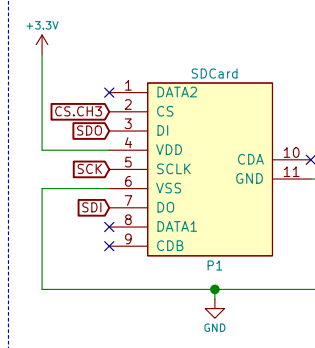 +3.3V
SDCard
1 DATA2
CS.CH3 2 CS
SDO 3 DI
4 VDD
SCK 5 SCLK
6 VSS
SDI 7 DO
8 DATA1
9 CDB
CDA 10
GND 11
P1
GND